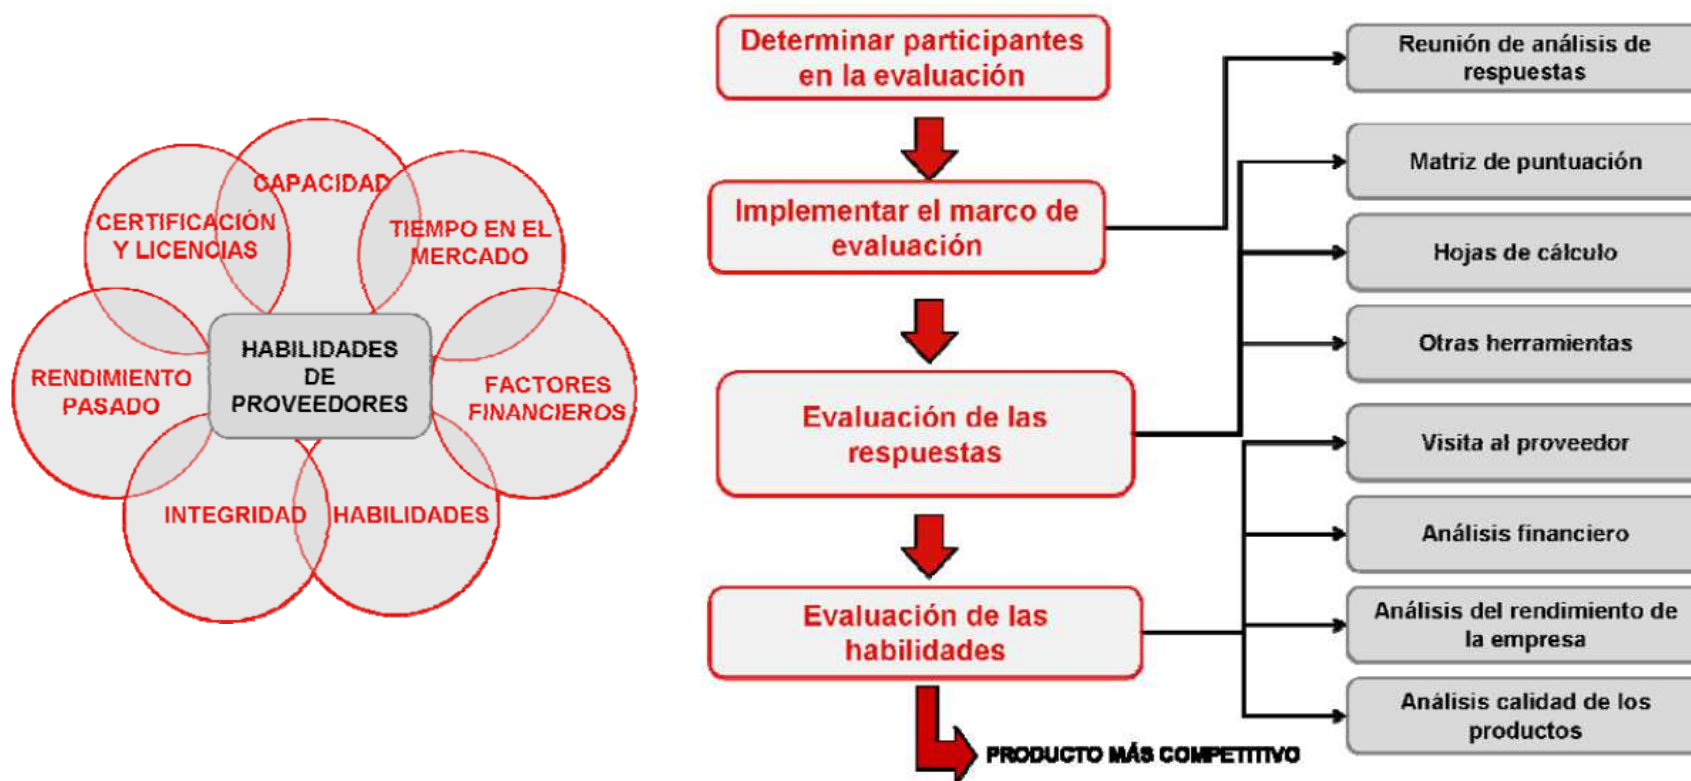 CAPACIDAD
CERTIFICACIÓN
Y LICENCIAS
TIEMPO EN EL
MERCADO
HABILIDADES
DE
PROVEEDORES
RENDIMIENTO
PASADO
FACTORES
FINANCIEROS
INTEGRIDAD
HABILIDADES
Determinar participantes
en la evaluación
Implementar el marco de
evaluación
Evaluación de las
respuestas
Evaluación de las
habilidades
PRODUCTO MÁS COMPETITIVO
Reunión de análisis de
respuestas
Matriz de puntuación
Hojas de cálculo
Otras herramientas
Visita al proveedor
Análisis financiero
Análisis del rendimiento de
la empresa
Análisis calidad de los
productos